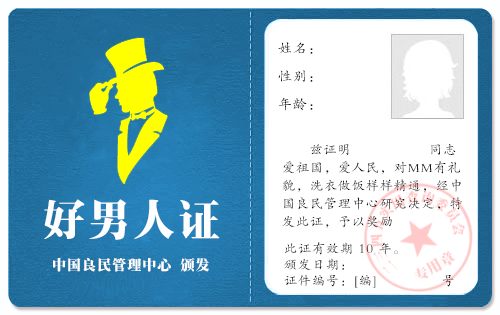 好男人证
中国良民管理中心 颁发
姓名：
性别：
年龄：
兹证明 同志
爱祖国，爱人民，对MM有礼
貌，洗衣做饭样样精通，经中
国良民管理中心研究决定，特
发此证，予以奖励
此证有效期 10 年。
颁发日期：
证件编号：[编] 号
专用章